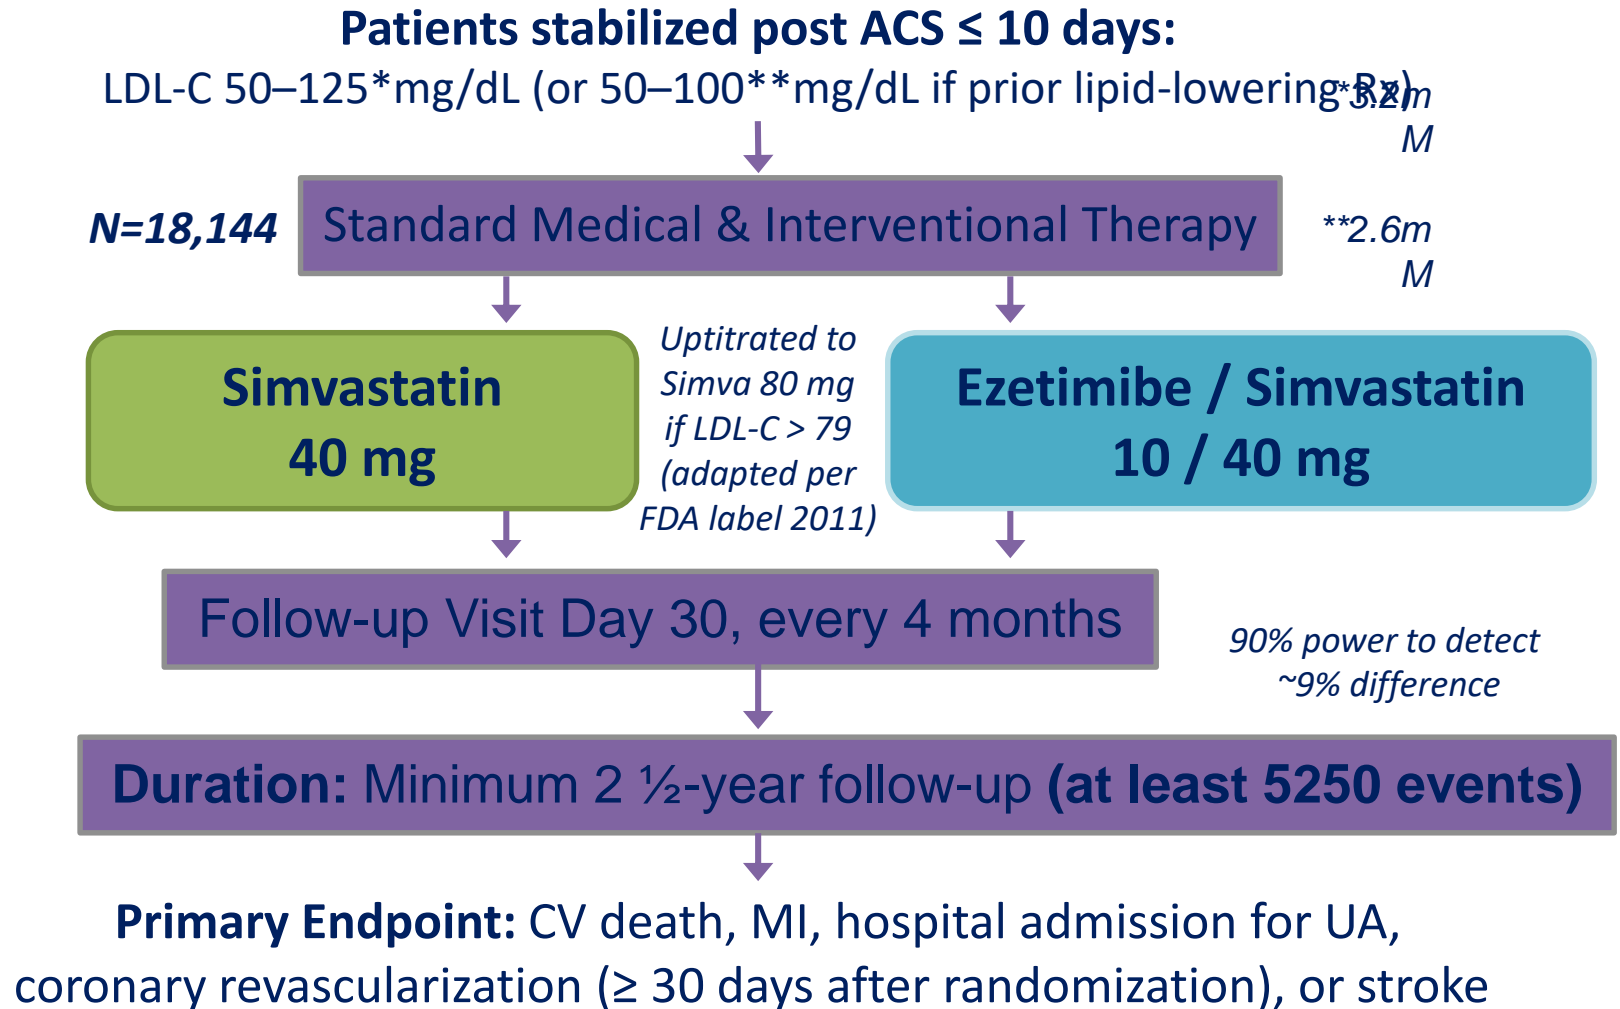 Patients stabilized post ACS ≤ 10 days:
LDL-C 50–125*mg/dL (or 50–100**mg/dL if prior lipid-lowering Rx)
*3.2m
M
N=18,144
Standard Medical & Interventional Therapy
**2.6m
M
Simvastatin
40 mg
Uptitrated to
Simva 80 mg
if LDL-C > 79
(adapted per
FDA label 2011)
Ezetimibe / Simvastatin
10 / 40 mg
Follow-up Visit Day 30, every 4 months
90% power to detect
~9% difference
Duration: Minimum 2 ½-year follow-up (at least 5250 events)
Primary Endpoint: CV death, MI, hospital admission for UA,
coronary revascularization (≥ 30 days after randomization), or stroke